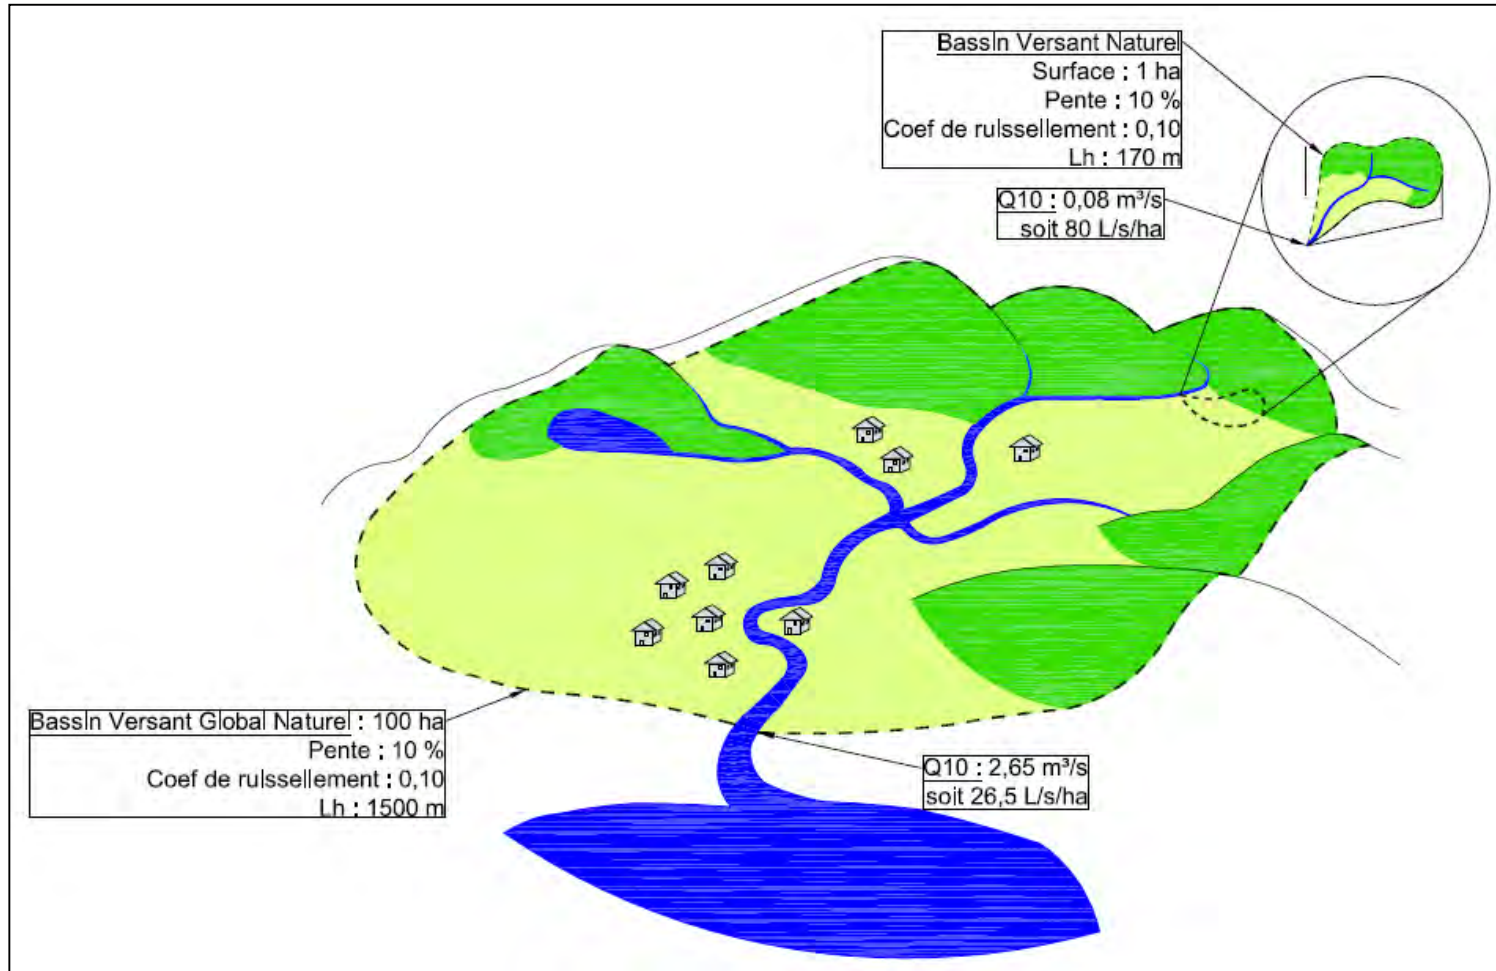 Bassin Versant Naturel
Surface : 1 ha
Pente : 10 %
Coef de ruissellement : 0,10
Lh : 170 m
Q10 : 0,08 m³/s
soit 80 L/s/ha
Bassin Versant Global Naturel : 100 ha
Pente : 10 %
Coef de ruissellement : 0,10
Lh : 1500 m
Q10 : 2,65 m³/s
soit 26,5 L/s/ha